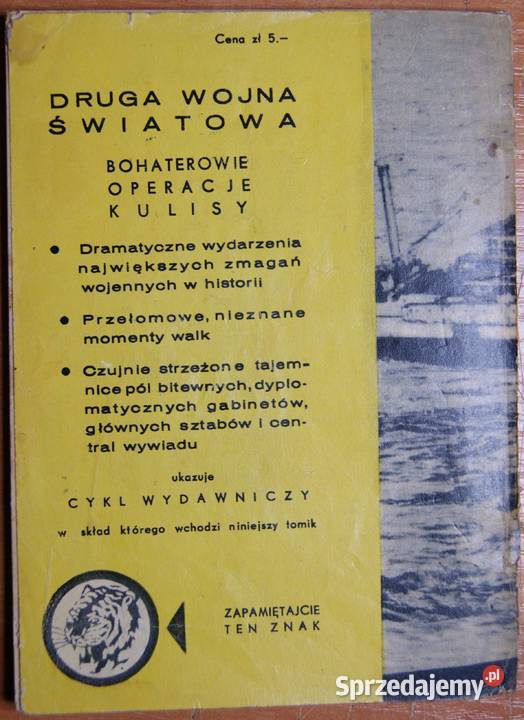 Cena zł 5.—
DRUGA WOJNA
ŚWIATOWA
BOHATEROWIE
OPERACJE
KULISY
● Dramatyczne wydarzenia
największych zmagań
wojennych w historii
● Przełomowe, nieznane
momenty walk
● Czujnie strzeżone tajem-
nice pól bitewnych, dyplo-
matycznych gabinetów,
głównych sztabów i cen-
tral wywiadu
ukazuje
CYKL WYDAWNICZY
w skład którego wchodzi niniejszy tomik
ZAPAMIĘTAJCIE
TEN ZNAK
Sprzedajemy.pl